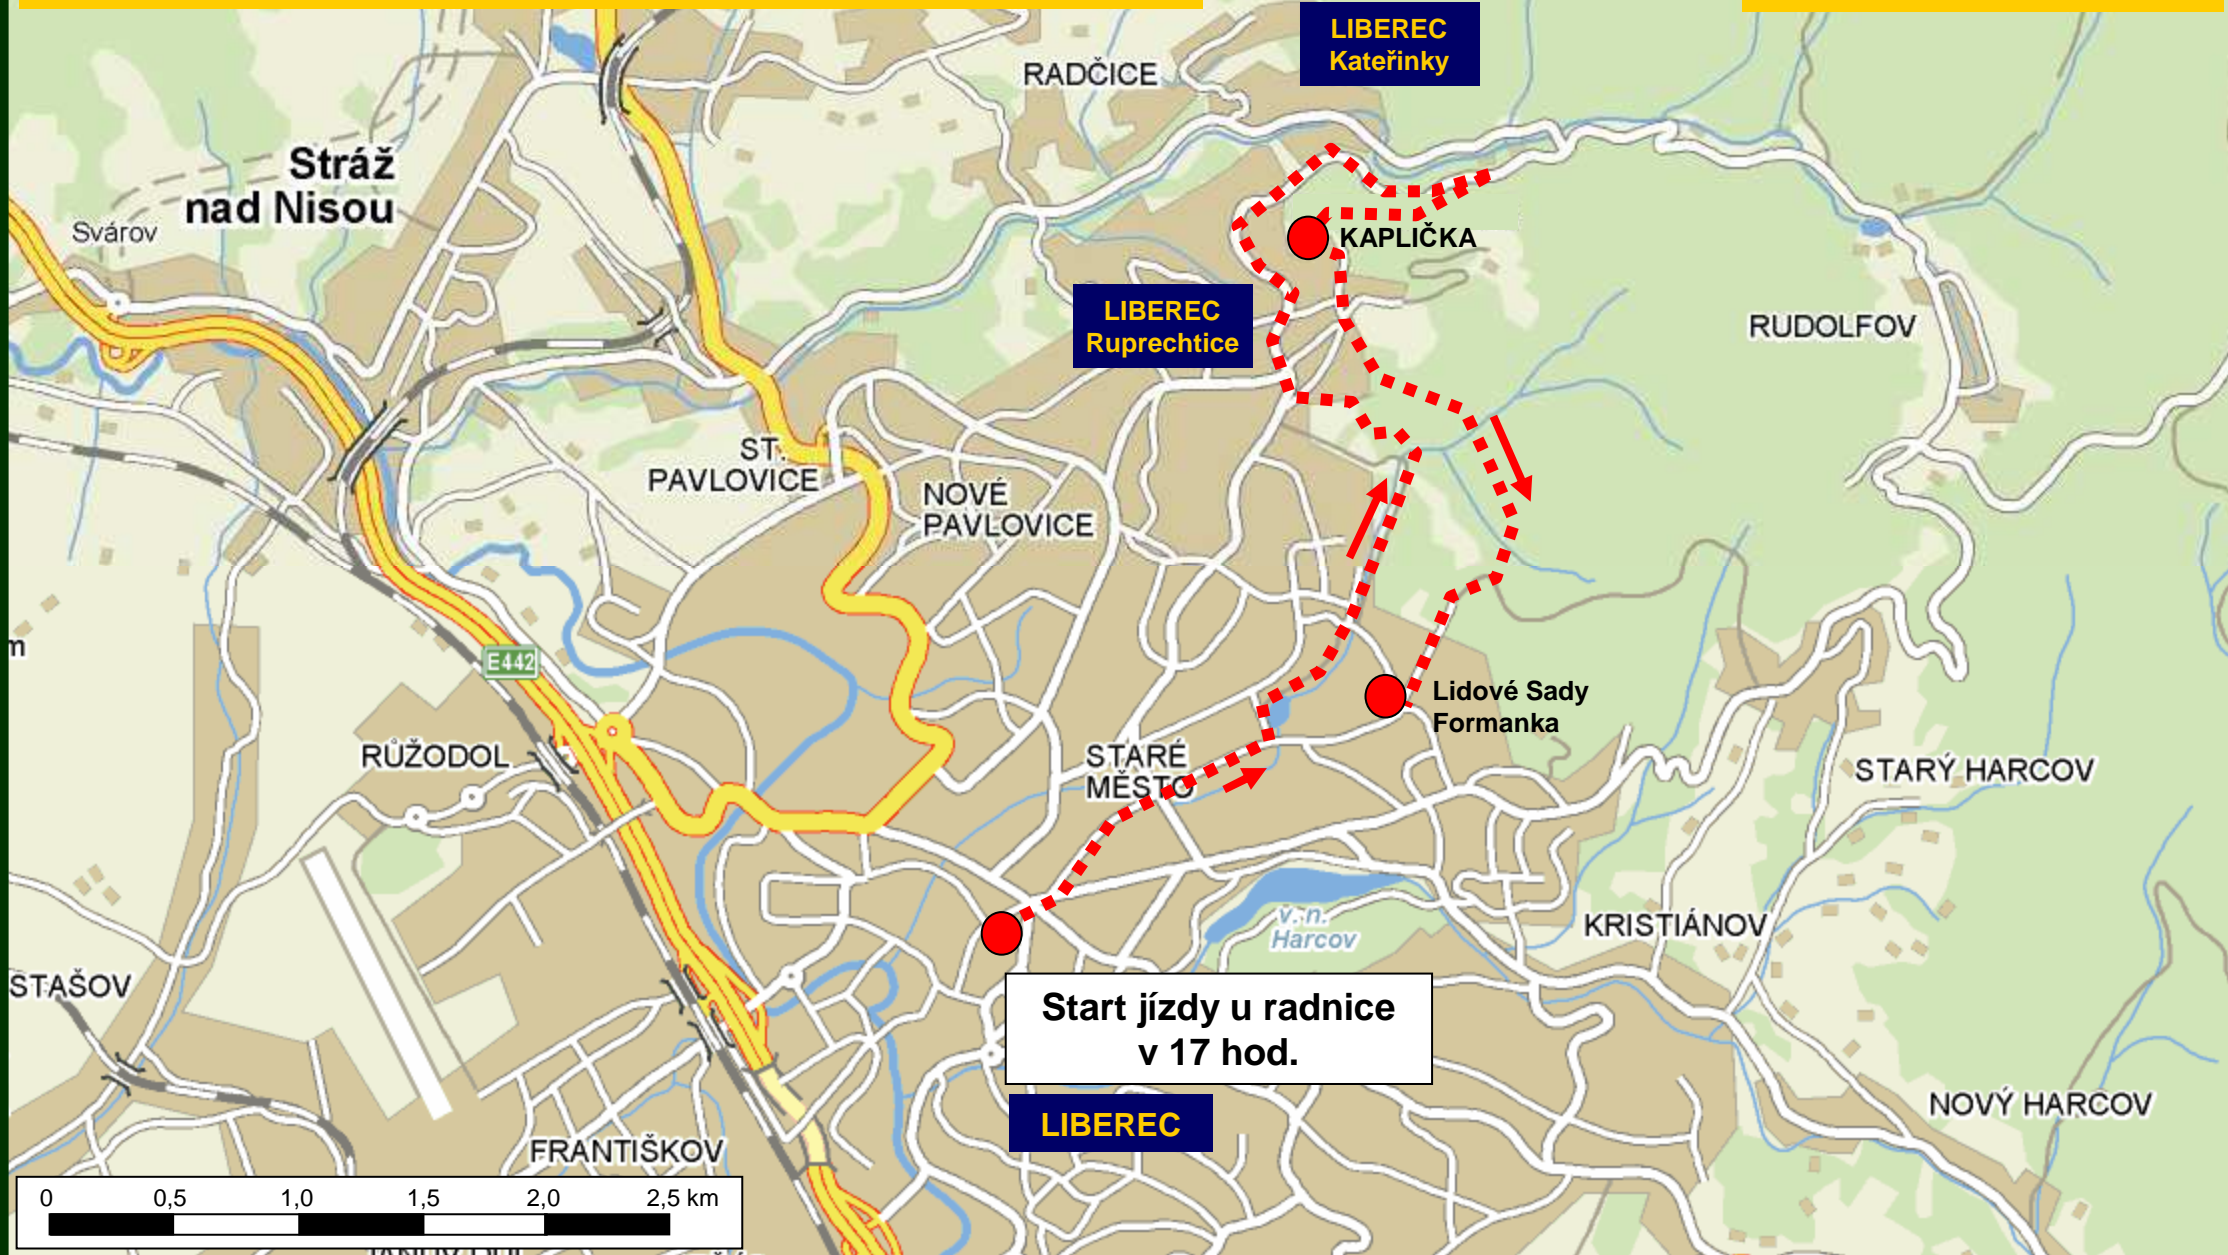 LIBEREC
Kateřinky
RADČICE
Stráž
nad Nisou
Svárov
KAPLIČKA
LIBEREC
Ruprechtice
RUDOLFOV
ST.
PAVLOVICE
NOVÉ
PAVLOVICE
m
E442
Lidové Sady
Formanka
RŮŽODOL
STARÉ
MĚSTO
STARÝ HARCOV
v. n.
Harcov
KRISTIÁNOV
STAŠOV
Start jízdy u radnice
v 17 hod.
LIBEREC
NOVÝ HARCOV
FRANTIŠKOV
0 0,5 1,0 1,5 2,0 2,5 km